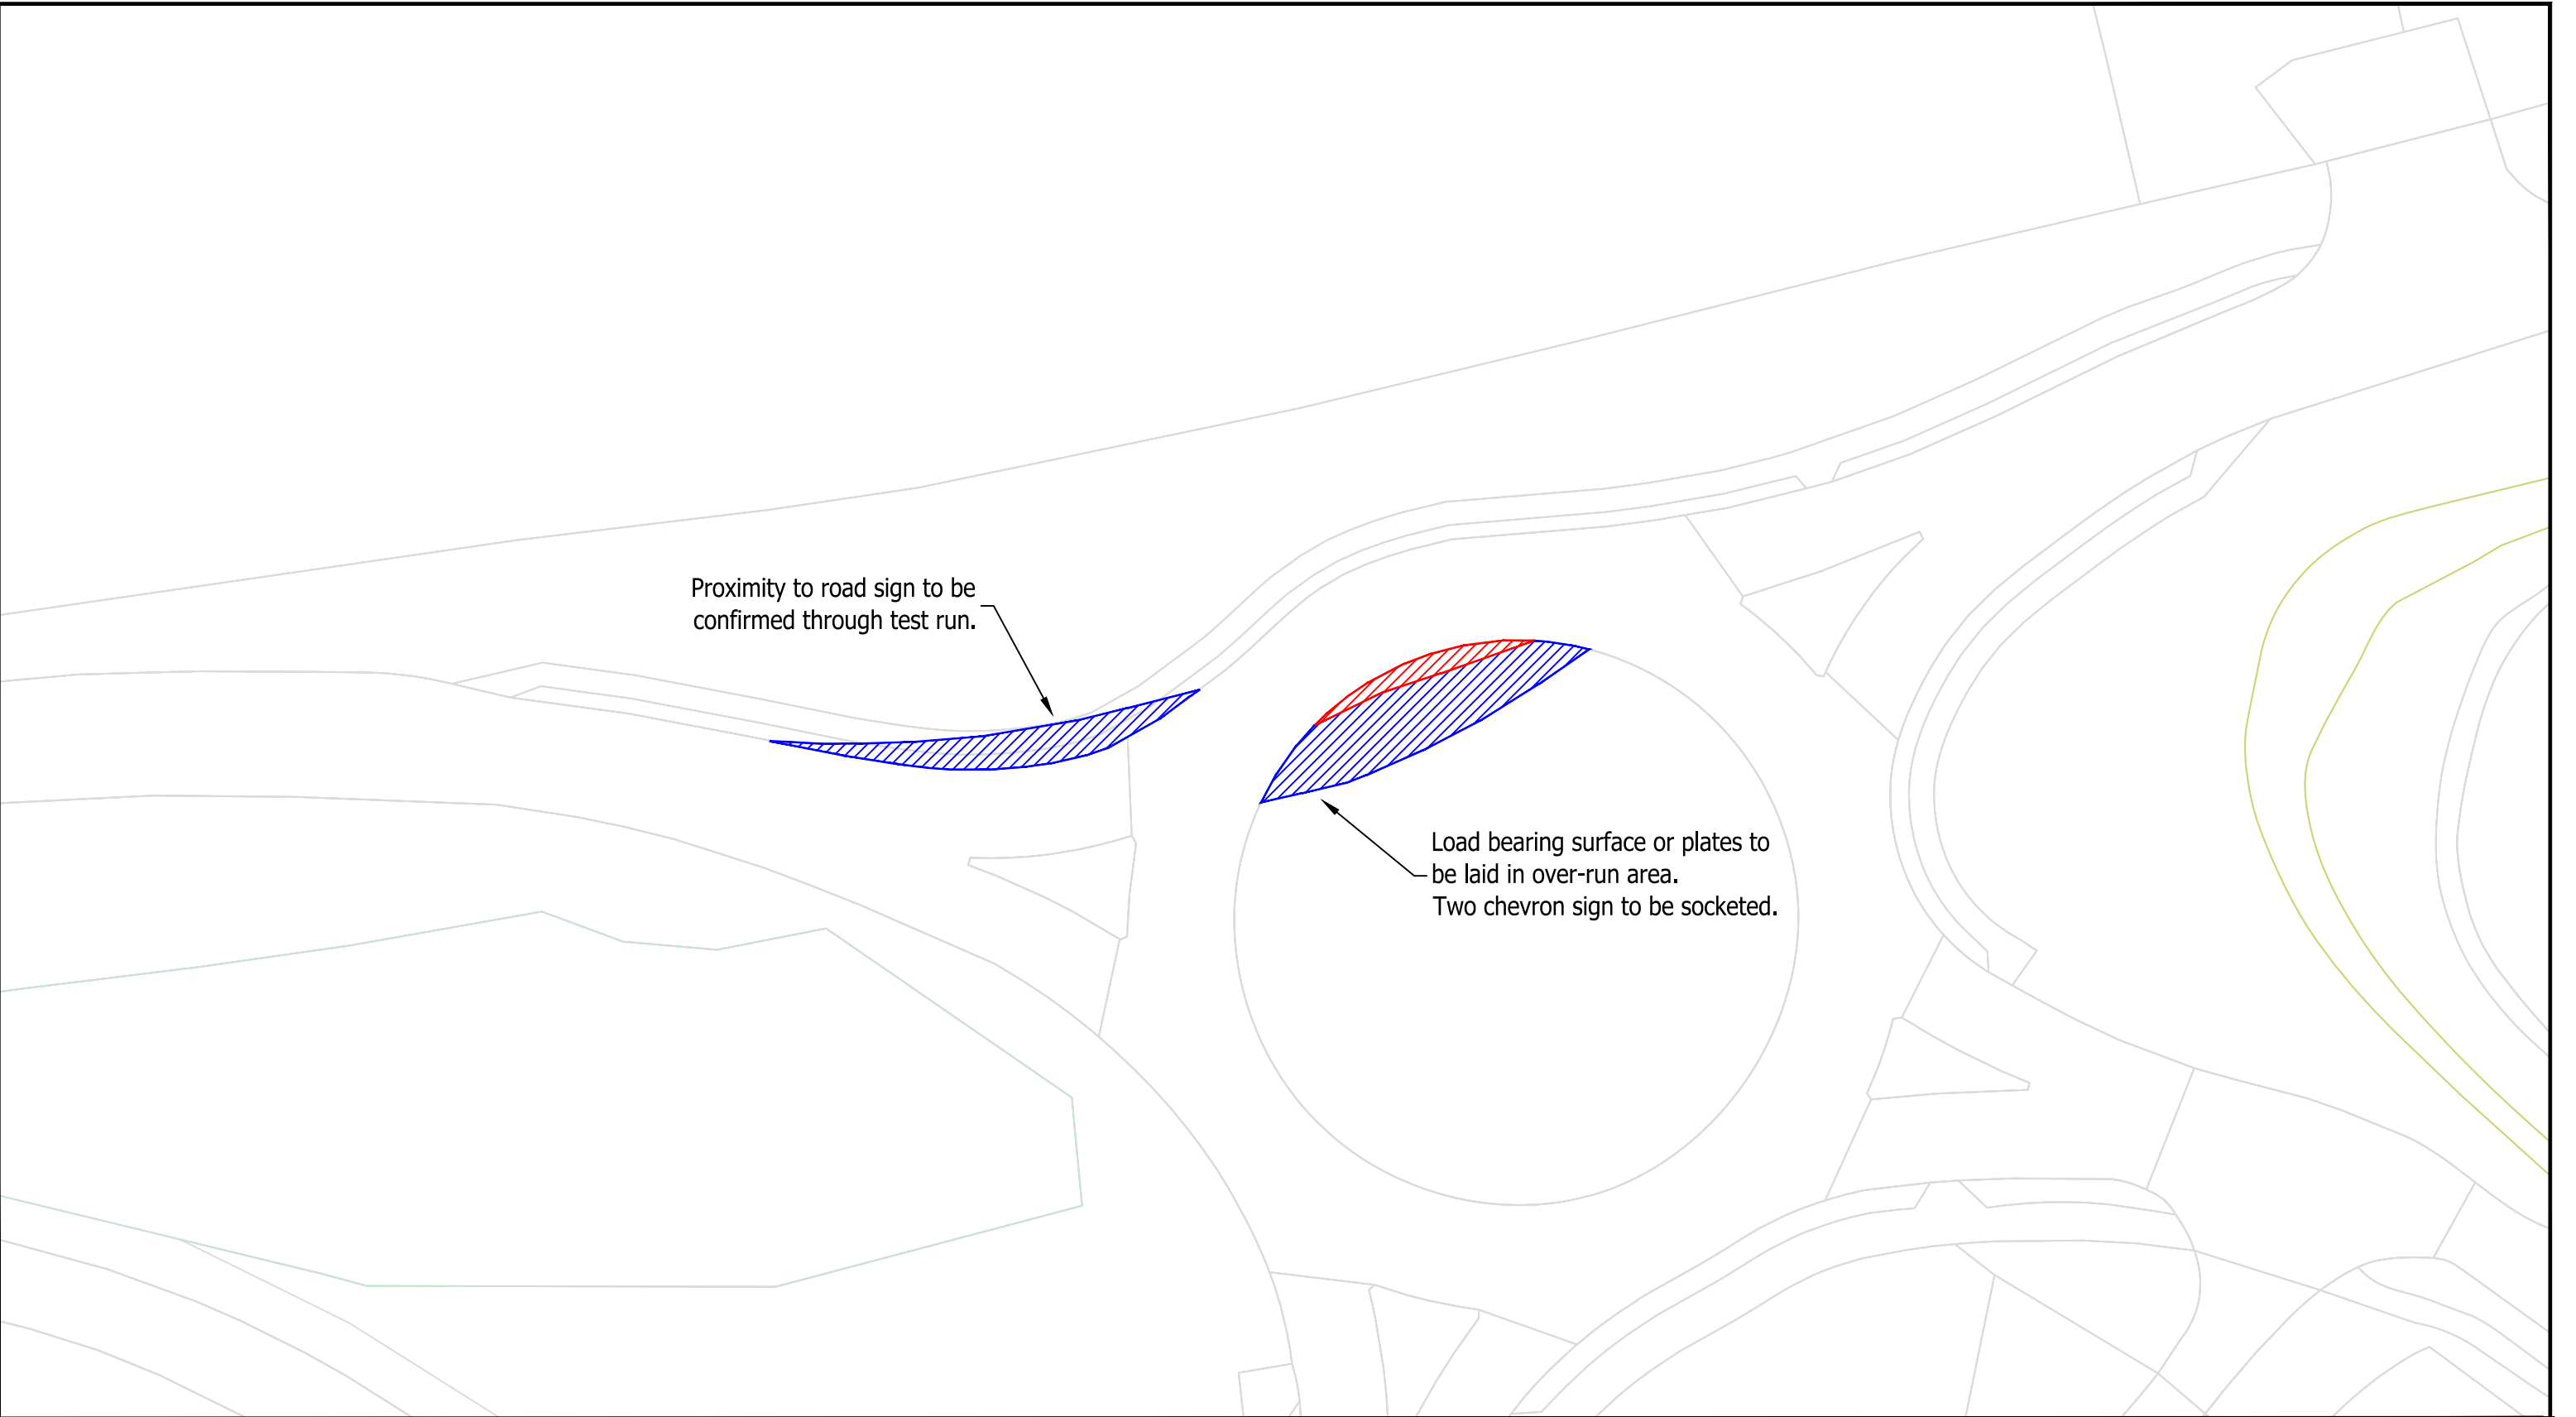 Proximity to road sign to be
confirmed through test run.
Load bearing surface or plates to
be laid in over-run area.
Two chevron sign to be socketed.